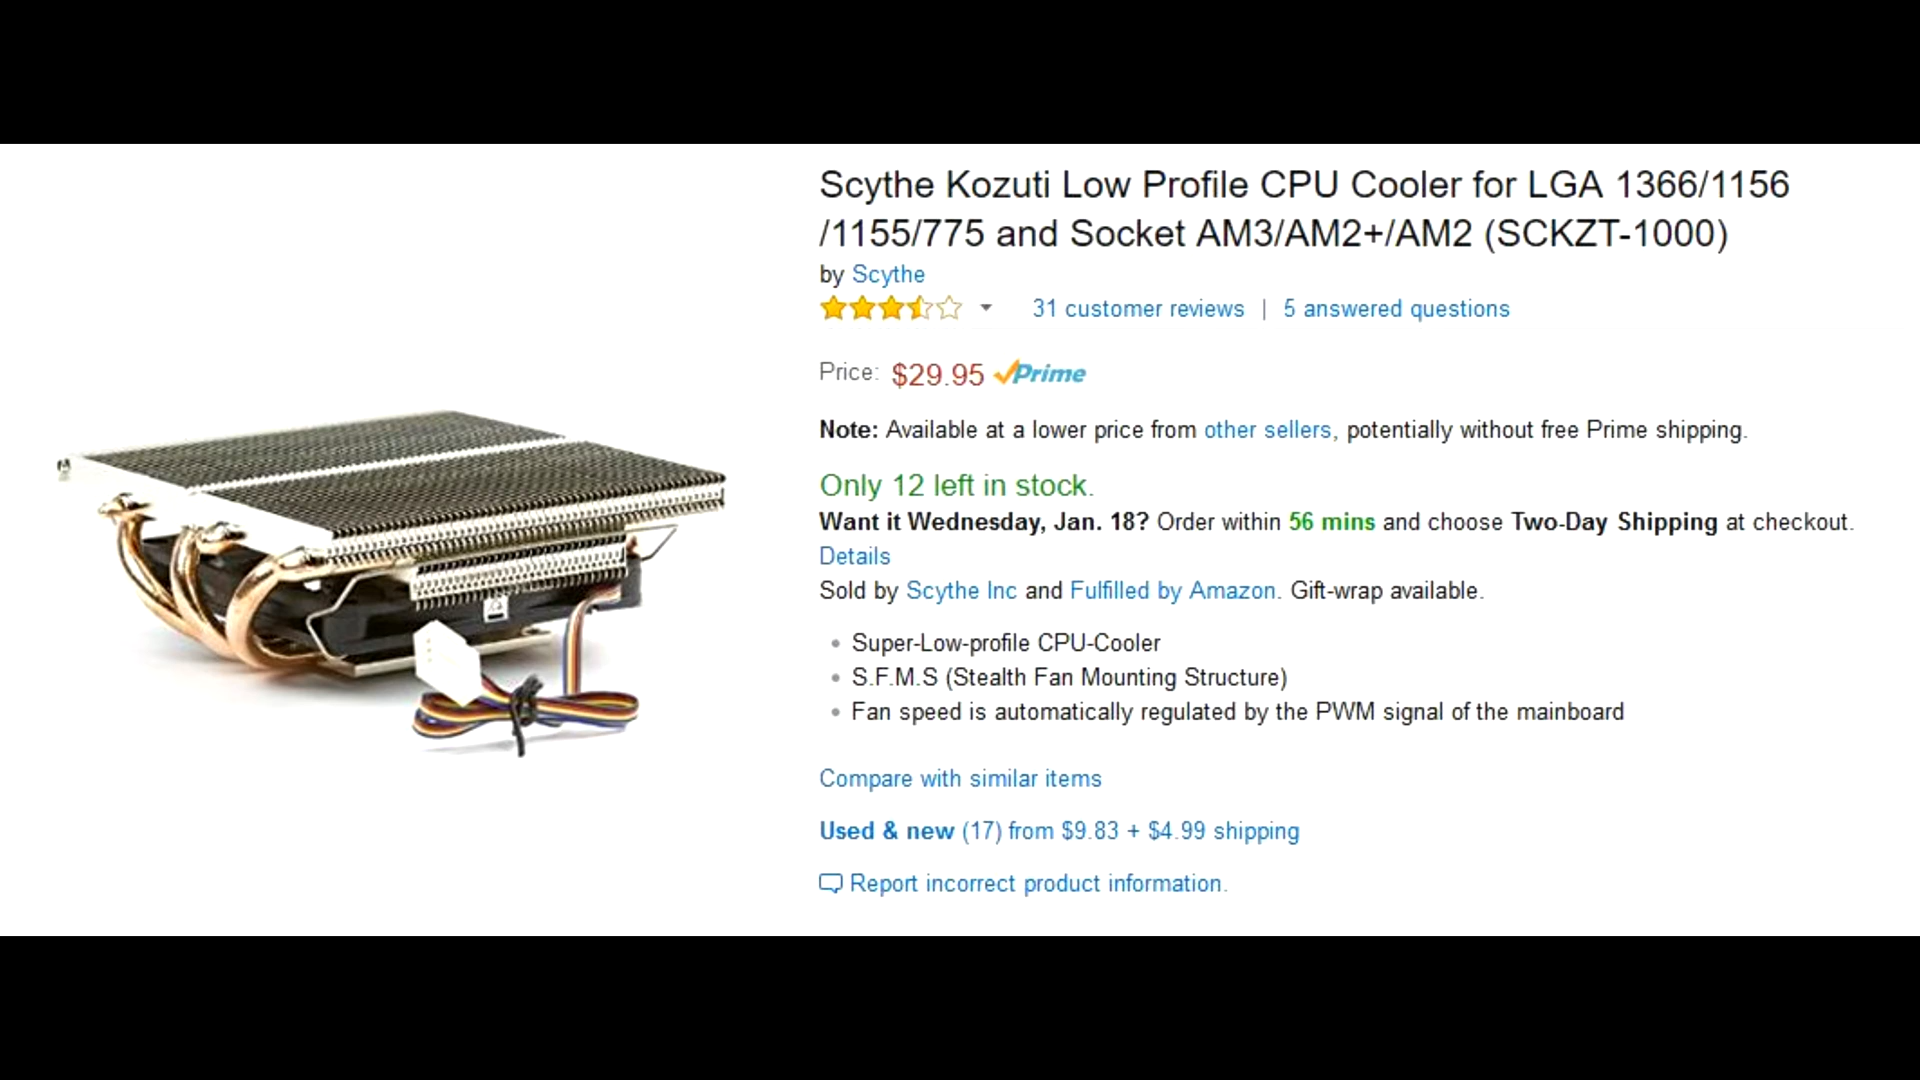 Scythe Kozuti Low Profile CPU Cooler for LGA 1366/1156
/1155/775 and Socket AM3/AM2+/AM2 (SCKZT-1000)
by Scythe
31 customer reviews | 5 answered questions
Price: $29.95 Prime
Note: Available at a lower price from other sellers, potentially without free Prime shipping.
Only 12 left in stock.
Want it Wednesday, Jan. 18? Order within 56 mins and choose Two-Day Shipping at checkout.
Details
Sold by Scythe Inc and Fulfilled by Amazon. Gift-wrap available.
• Super-Low-profile CPU-Cooler
• S.F.M.S (Stealth Fan Mounting Structure)
• Fan speed is automatically regulated by the PWM signal of the mainboard
Compare with similar items
Used & new (17) from $9.83 + $4.99 shipping
Report incorrect product information.